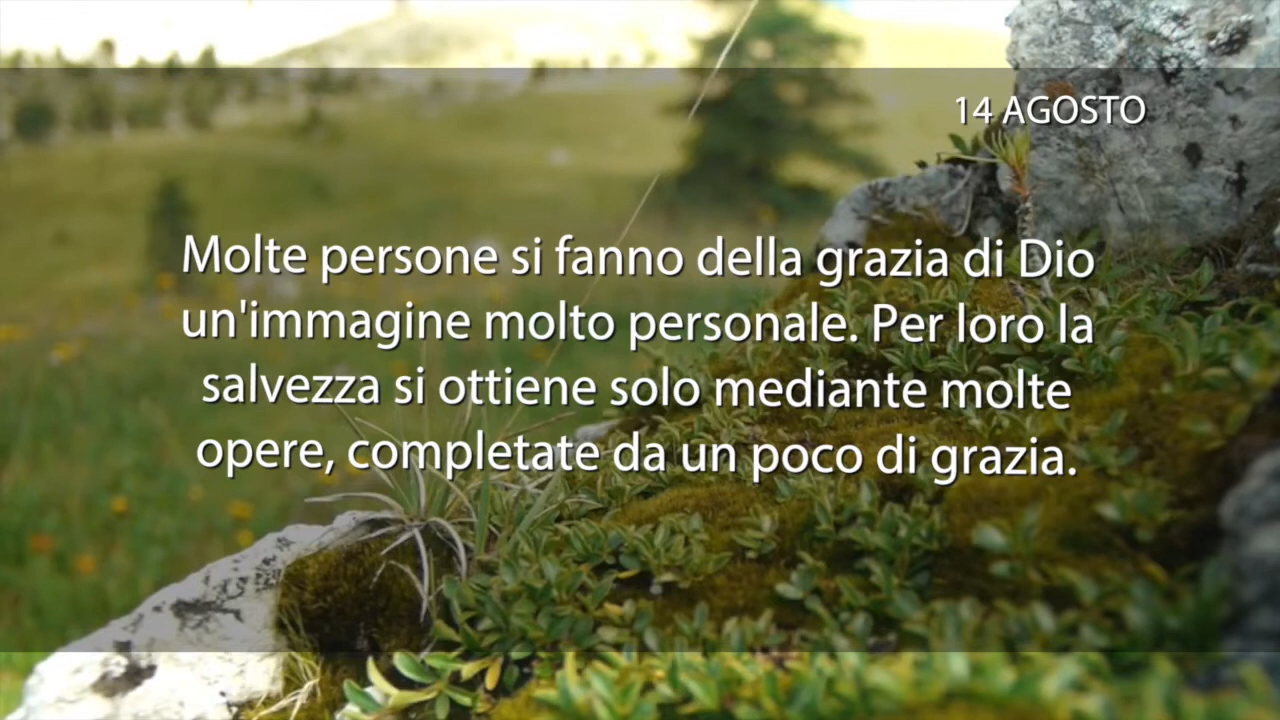 14 AGOSTO
Molte persone si fanno della grazia di Dio
un'immagine molto personale. Per loro la
salvezza si ottiene solo mediante molte
opere, completate da un poco di grazia.